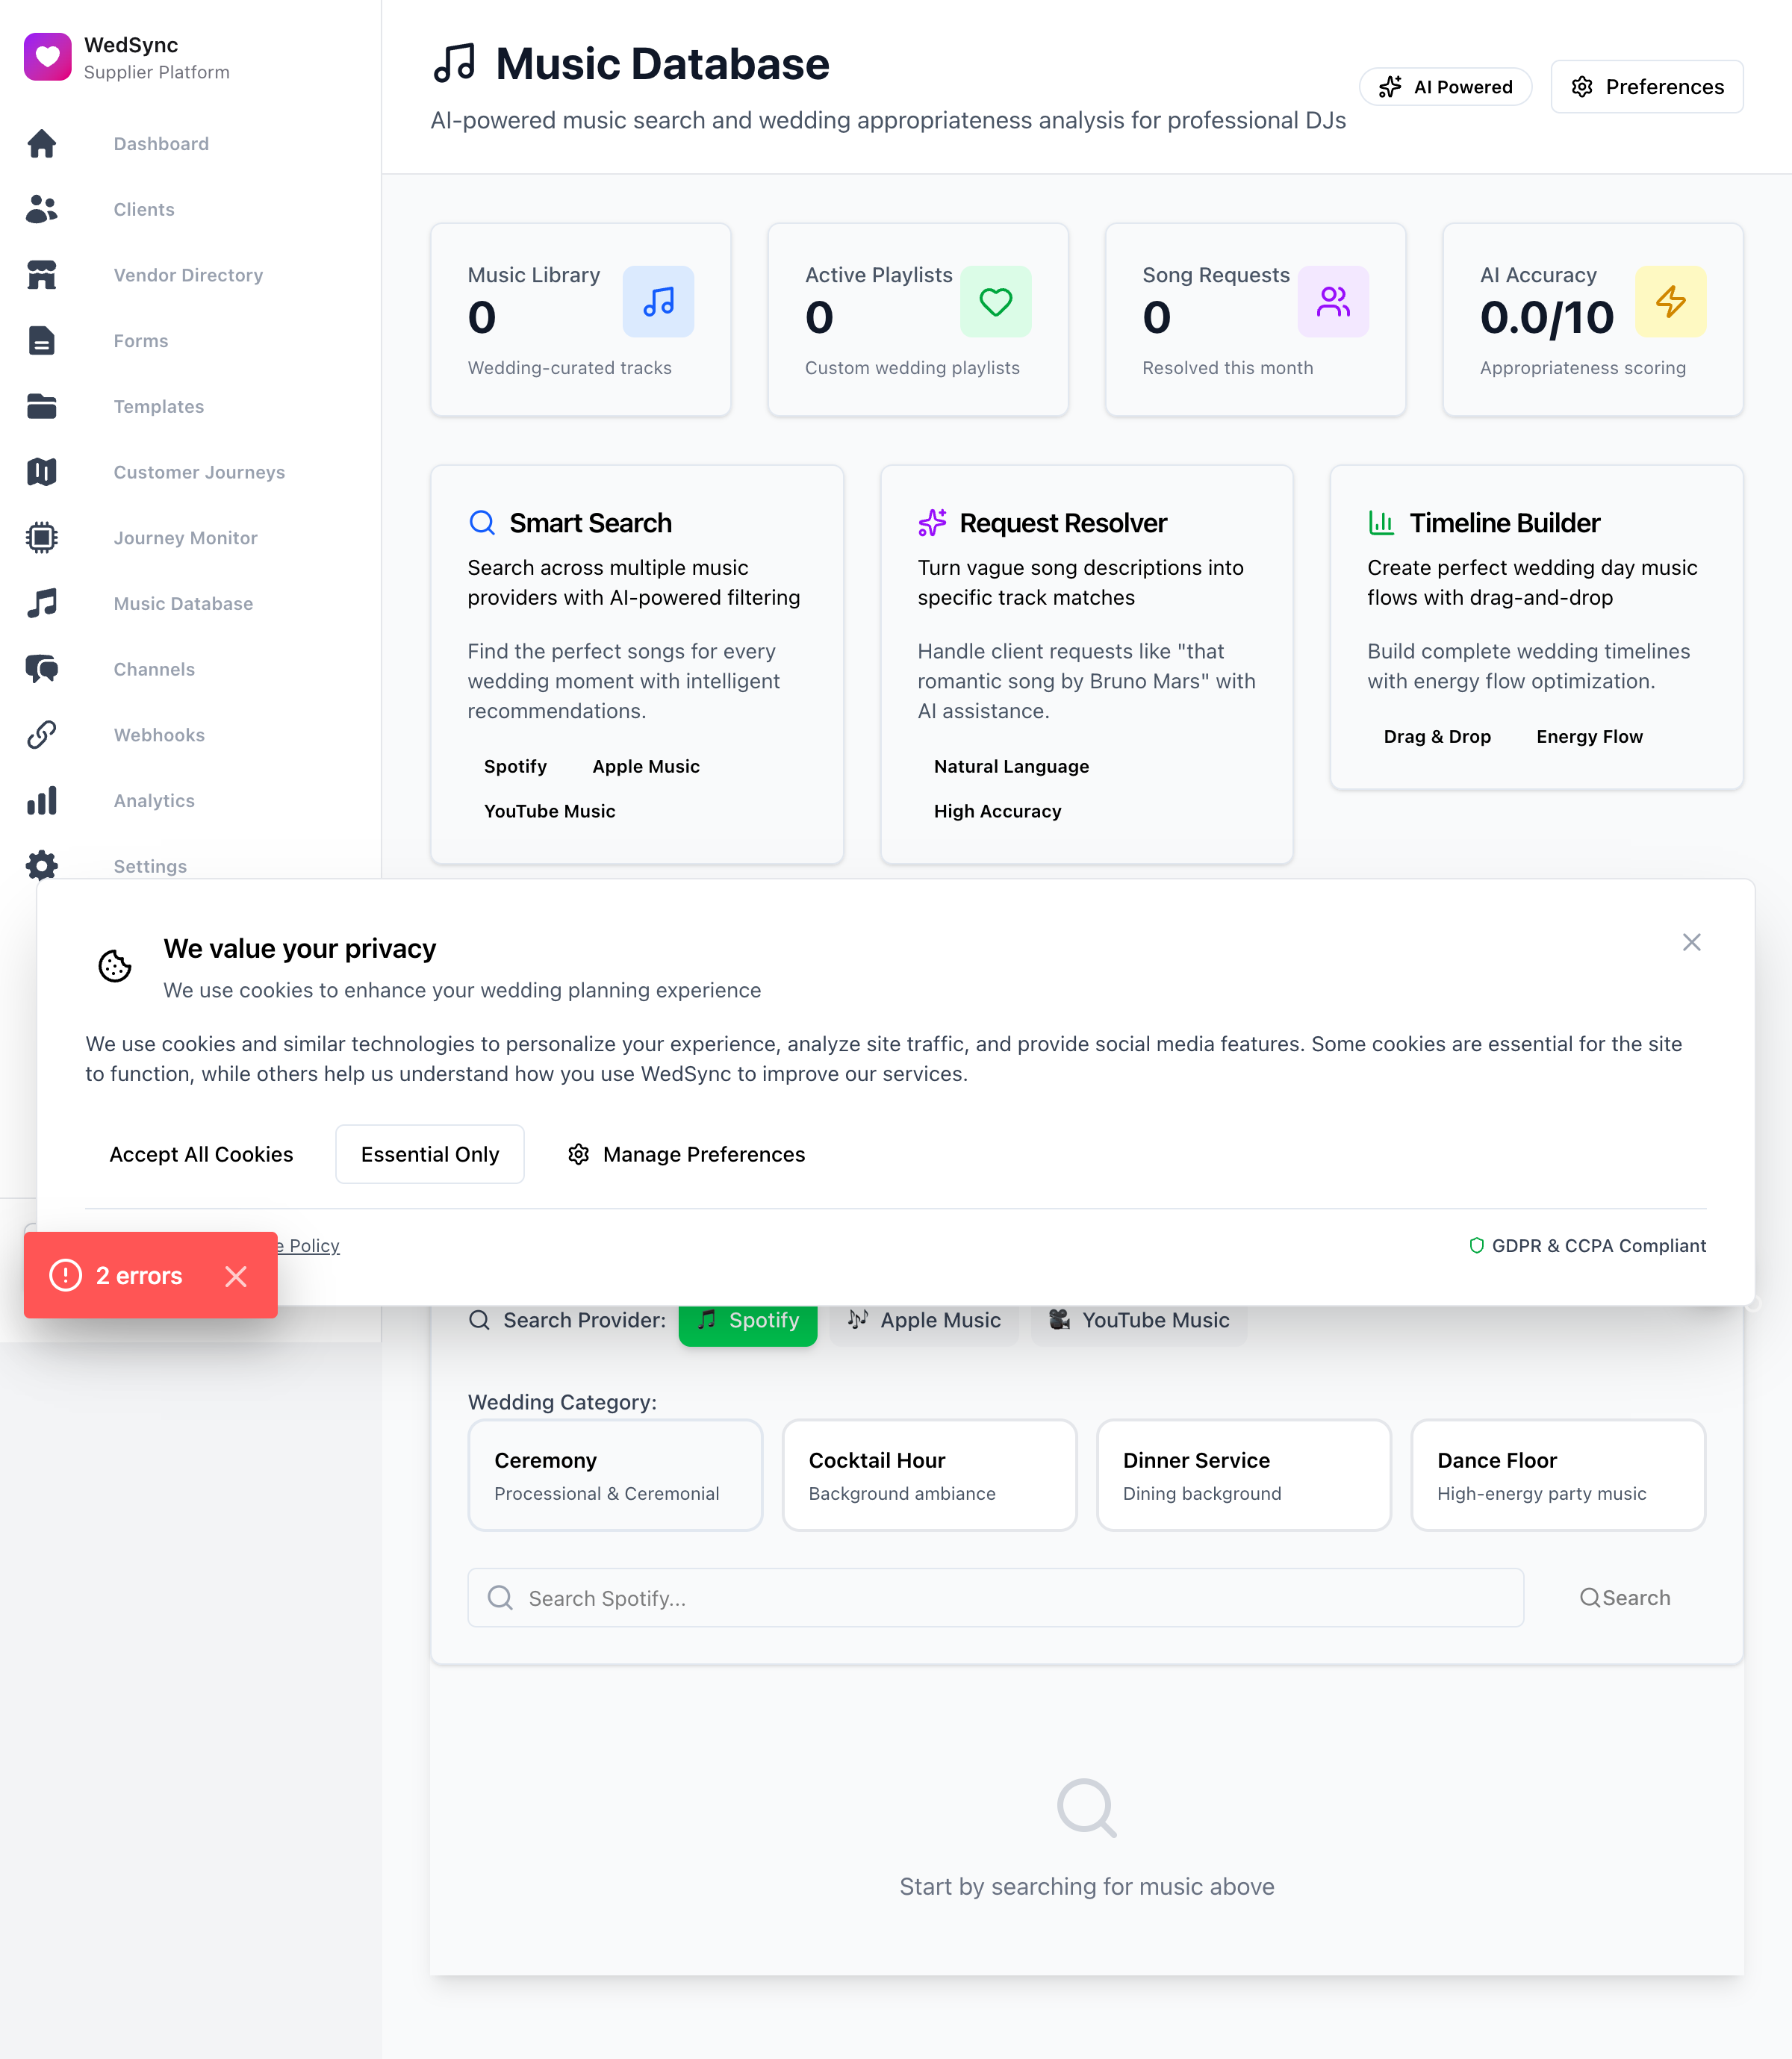 WedSync
Supplier Platform
Dashboard
Clients
Vendor Directory
Forms
Templates
Customer Journeys
Journey Monitor
Music Database
Channels
Webhooks
Analytics
Settings
Music Database
AI-powered music search and wedding appropriateness analysis for professional DJs
AI Powered
Preferences
Music Library
0
Wedding-curated tracks
Active Playlists
0
Custom wedding playlists
Song Requests
0
Resolved this month
AI Accuracy
0.0/10
Appropriateness scoring
Smart Search
Search across multiple music
providers with AI-powered filtering
Find the perfect songs for every
wedding moment with intelligent
recommendations.
Spotify
Apple Music
YouTube Music
Request Resolver
Turn vague song descriptions into
specific track matches
Handle client requests like "that
romantic song by Bruno Mars" with
AI assistance.
Natural Language
High Accuracy
Timeline Builder
Create perfect wedding day music
flows with drag-and-drop
Build complete wedding timelines
with energy flow optimization.
Drag & Drop
Energy Flow
We value your privacy
We use cookies to enhance your wedding planning experience
We use cookies and similar technologies to personalize your experience, analyze site traffic, and provide social media features. Some cookies are essential for the site
to function, while others help us understand how you use WedSync to improve our services.
Accept All Cookies
Essential Only
Manage Preferences
Policy
GDPR & CCPA Compliant
2 errors
Search Provider:
Spotify
Apple Music
YouTube Music
Wedding Category:
Ceremony
Processional & Ceremonial
Cocktail Hour
Background ambiance
Dinner Service
Dining background
Dance Floor
High-energy party music
Search Spotify...
Search
Start by searching for music above